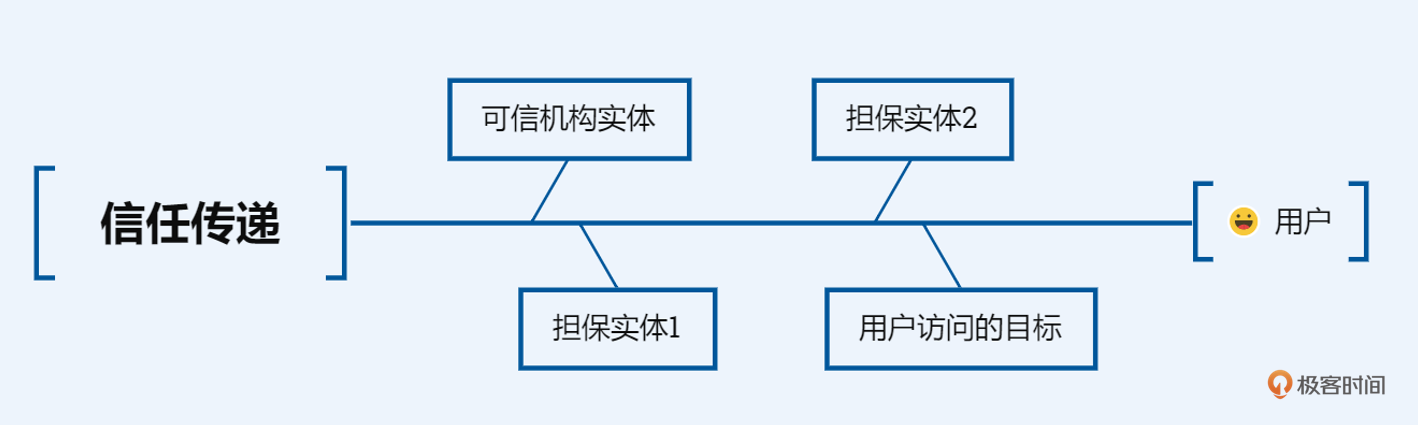 可信机构实体
担保实体2
信任传递
用户
担保实体1
用户访问的目标
极客时间